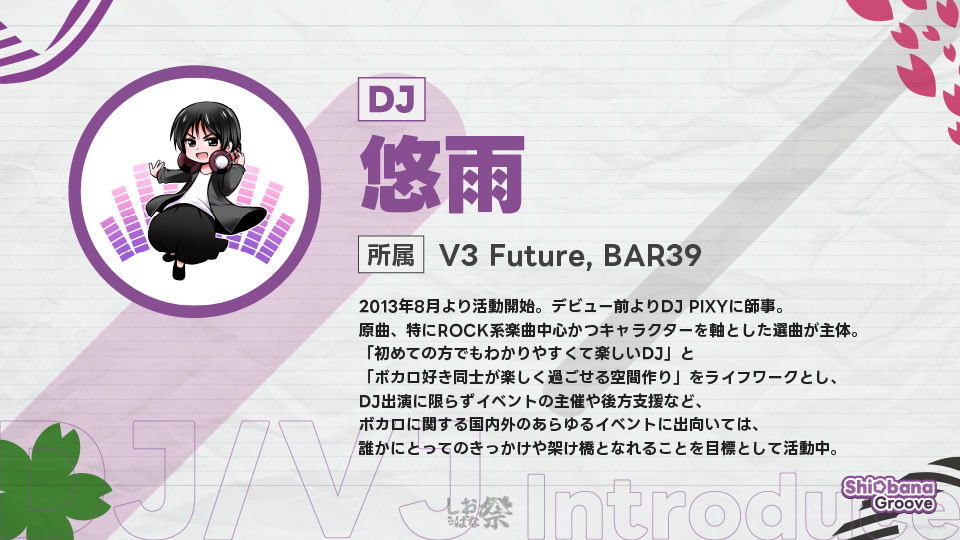 DJ
悠雨
所属 V3 Future, BAR39
2013年8月より活動開始。デビュー前よりDJ PIXYに師事。
原曲、特にROCK系楽曲中心かつキャラクターを軸とした選曲が主体。
「初めての方でもわかりやすくて楽しいDJ」と
「ボカロ好き同士が楽しく過ごせる空間作り」をライフワークとし、
DJ出演に限らずイベントの主催や後方支援など、
ボカロに関する国内外のあらゆるイベントに出向いては、
誰かにとってのきっかけや架け橋となれることを目標として活動中。
DJ/VJ Introduce
しおばな祭
Shiobana
Groove